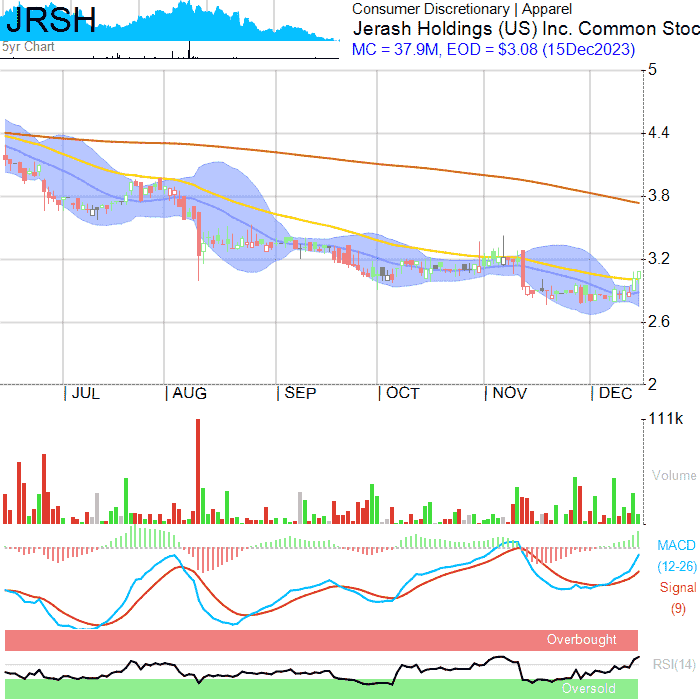 JRSH
5yr Chart
Consumer Discretionary | Apparel
Jerash Holdings (US) Inc. Common Stoc
MC = 37.9M, EOD = $3.08 (15Dec2023)
5
4.4
3.8
3.2
2.6
2
| JUL | AUG | SEP | OCT | NOV | DEC
111k
Volume
MACD
(12-26)
Signal
(9)
Overbought
RSI(14)
Oversold